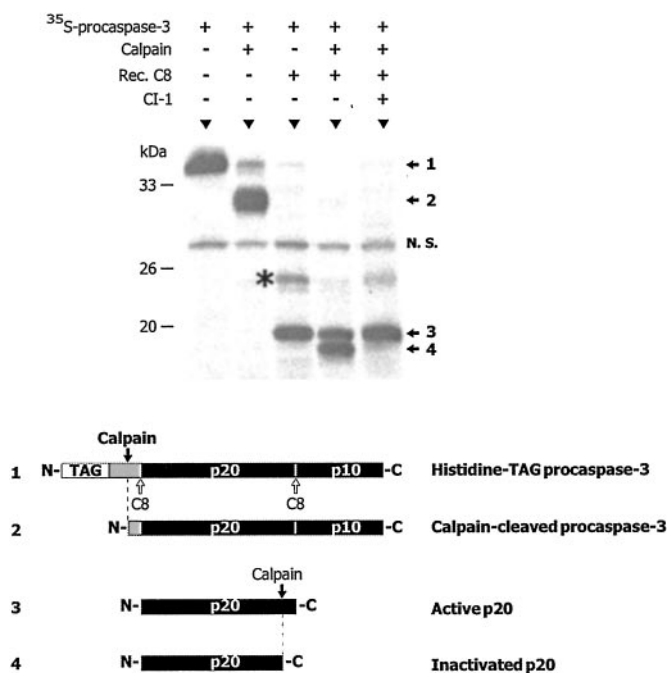 35S-procaspase-3 + + + + +
Calpain - + - + +
Rec. C8 - - + + +
CI-1 - - - - +
kDa
1
33
2
N. S.
26
*
20
3
4
Calpain
1 N- TAG p20 p10 -C Histidine-TAG procaspase-3
C8 C8
2 N- p20 p10 -C Calpain-cleaved procaspase-3
Calpain
3 N- p20 -C Active p20
4 N- p20 -C Inactivated p20